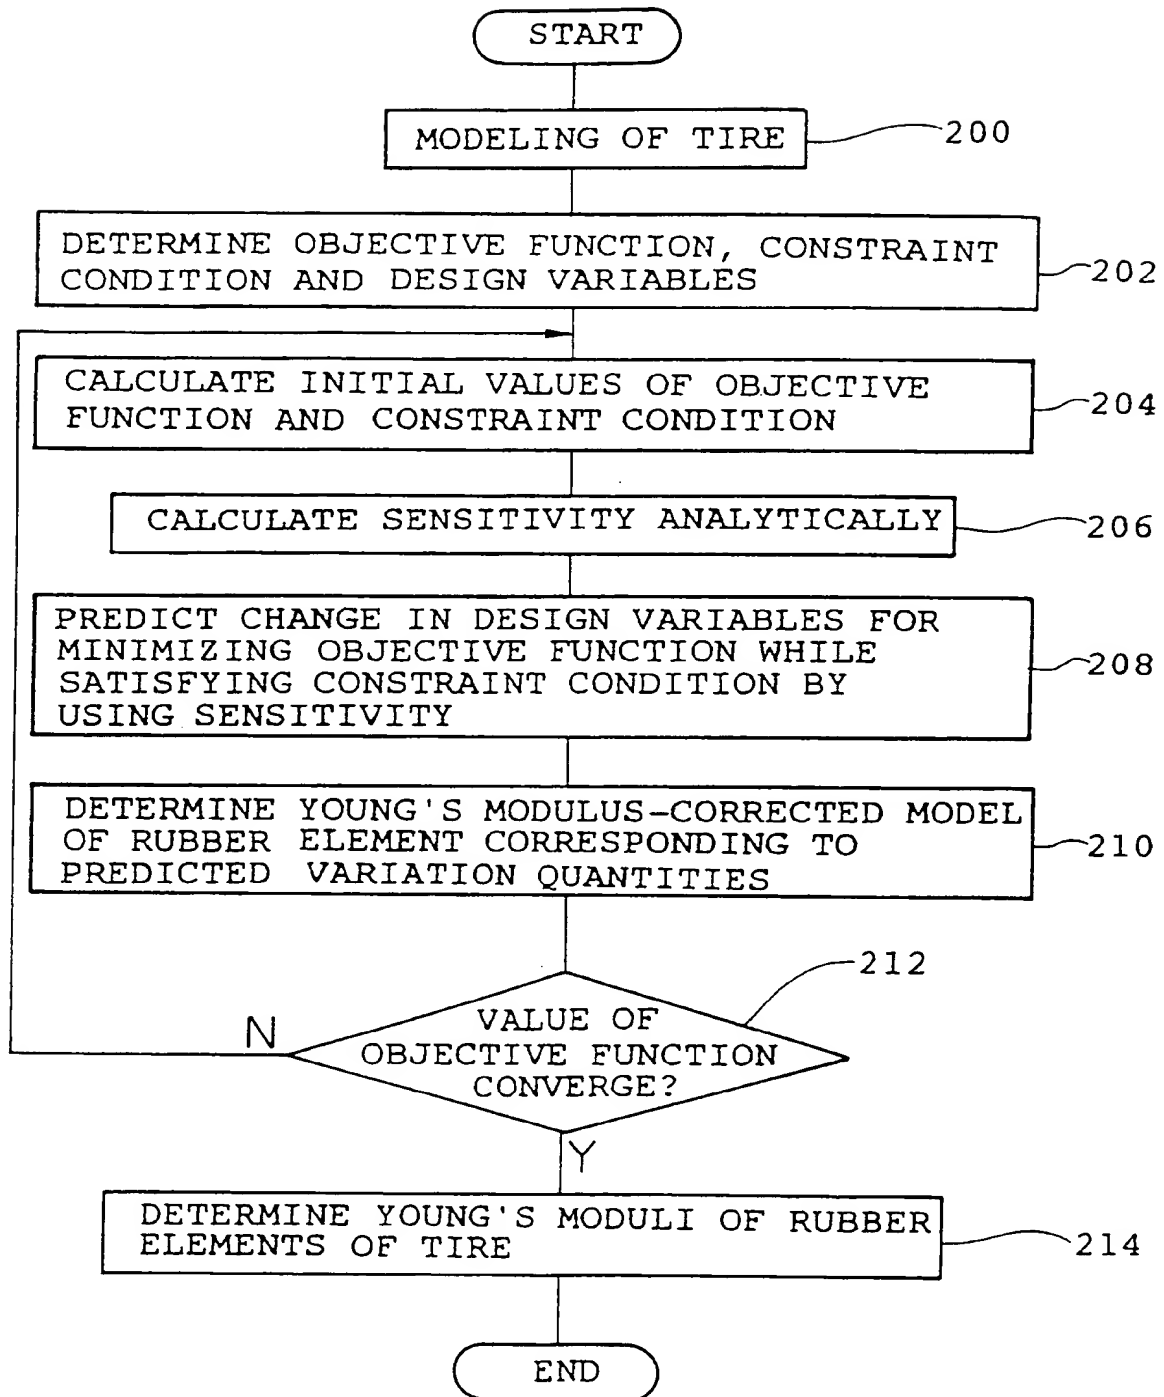 START
MODELING OF TIRE
200
DETERMINE OBJECTIVE FUNCTION, CONSTRAINT
CONDITION AND DESIGN VARIABLES
202
CALCULATE INITIAL VALUES OF OBJECTIVE
FUNCTION AND CONSTRAINT CONDITION
204
CALCULATE SENSITIVITY ANALYTICALLY
206
PREDICT CHANGE IN DESIGN VARIABLES FOR
MINIMIZING OBJECTIVE FUNCTION WHILE
SATISFYING CONSTRAINT CONDITION BY
USING SENSITIVITY
208
DETERMINE YOUNG'S MODULUS-CORRECTED MODEL
OF RUBBER ELEMENT CORRESPONDING TO
PREDICTED VARIATION QUANTITIES
210
212
VALUE OF
OBJECTIVE FUNCTION
CONVERGE?
N
Y
DETERMINE YOUNG'S MODULI OF RUBBER
ELEMENTS OF TIRE
214
END